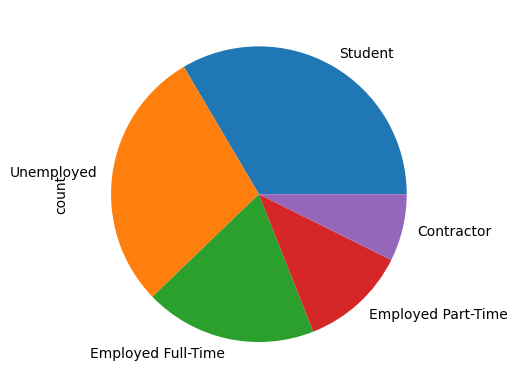 Student
Unemployed
count
Contractor
Employed Part-Time
Employed Full-Time